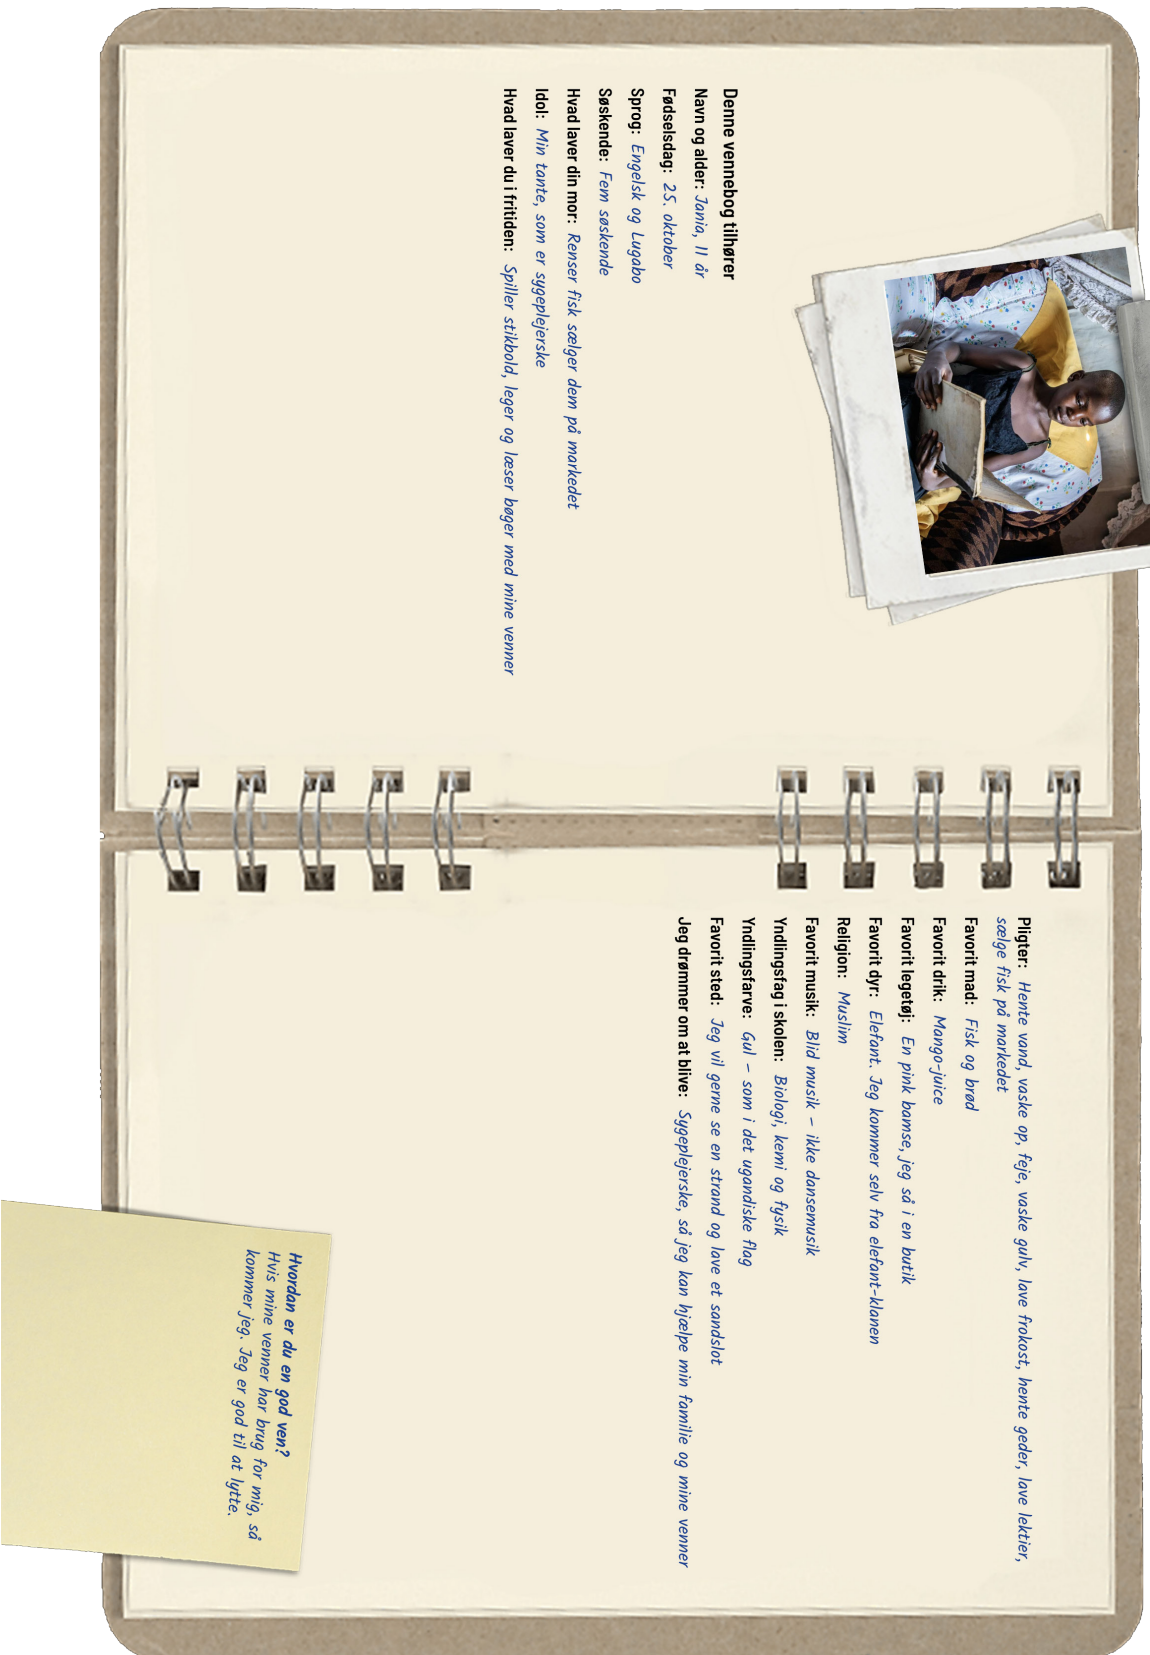 Denne vennebog tilhører
Navn og alder: Jania, 11 år
Fødselsdag: 25. oktober
Sprog: Engelsk og Lugabo
Søskende: Fem søskende
Hvad laver din mor: Renser fisk sælger dem på markedet
Idol: Min tante, som er sygeplejerske
Hvad laver du i fritiden: Spiller stikbold, leger og læser bøger med mine venner
Pligter: Hente vand, vaske op, feje, vaske gulv, lave frokost, hente geder, lave lektier,
sælge fisk på markedet
Favorit mad: Fisk og brød
Favorit drik: Mango-juice
Favorit legetøj: En pink bamse, jeg så i en butik
Favorit dyr: Elefant. Jeg kommer selv fra elefant-klanen
Religion: Muslim
Favorit musik: Blid musik – ikke dansemusik
Yndlingsfag i skolen: Biologi, kemi og fysik
Yndlingsfarve: Gul – som i det ugandiske flag
Favorit sted: Jeg vil gerne se en strand og lave et sandslot
Jeg drømmer om at blive: Sygeplejerske, så jeg kan hjælpe min familie og mine venner
Hvordan er du en god ven?
Hvis mine venner har brug for mig, så
kommer jeg. Jeg er god til at lytte.